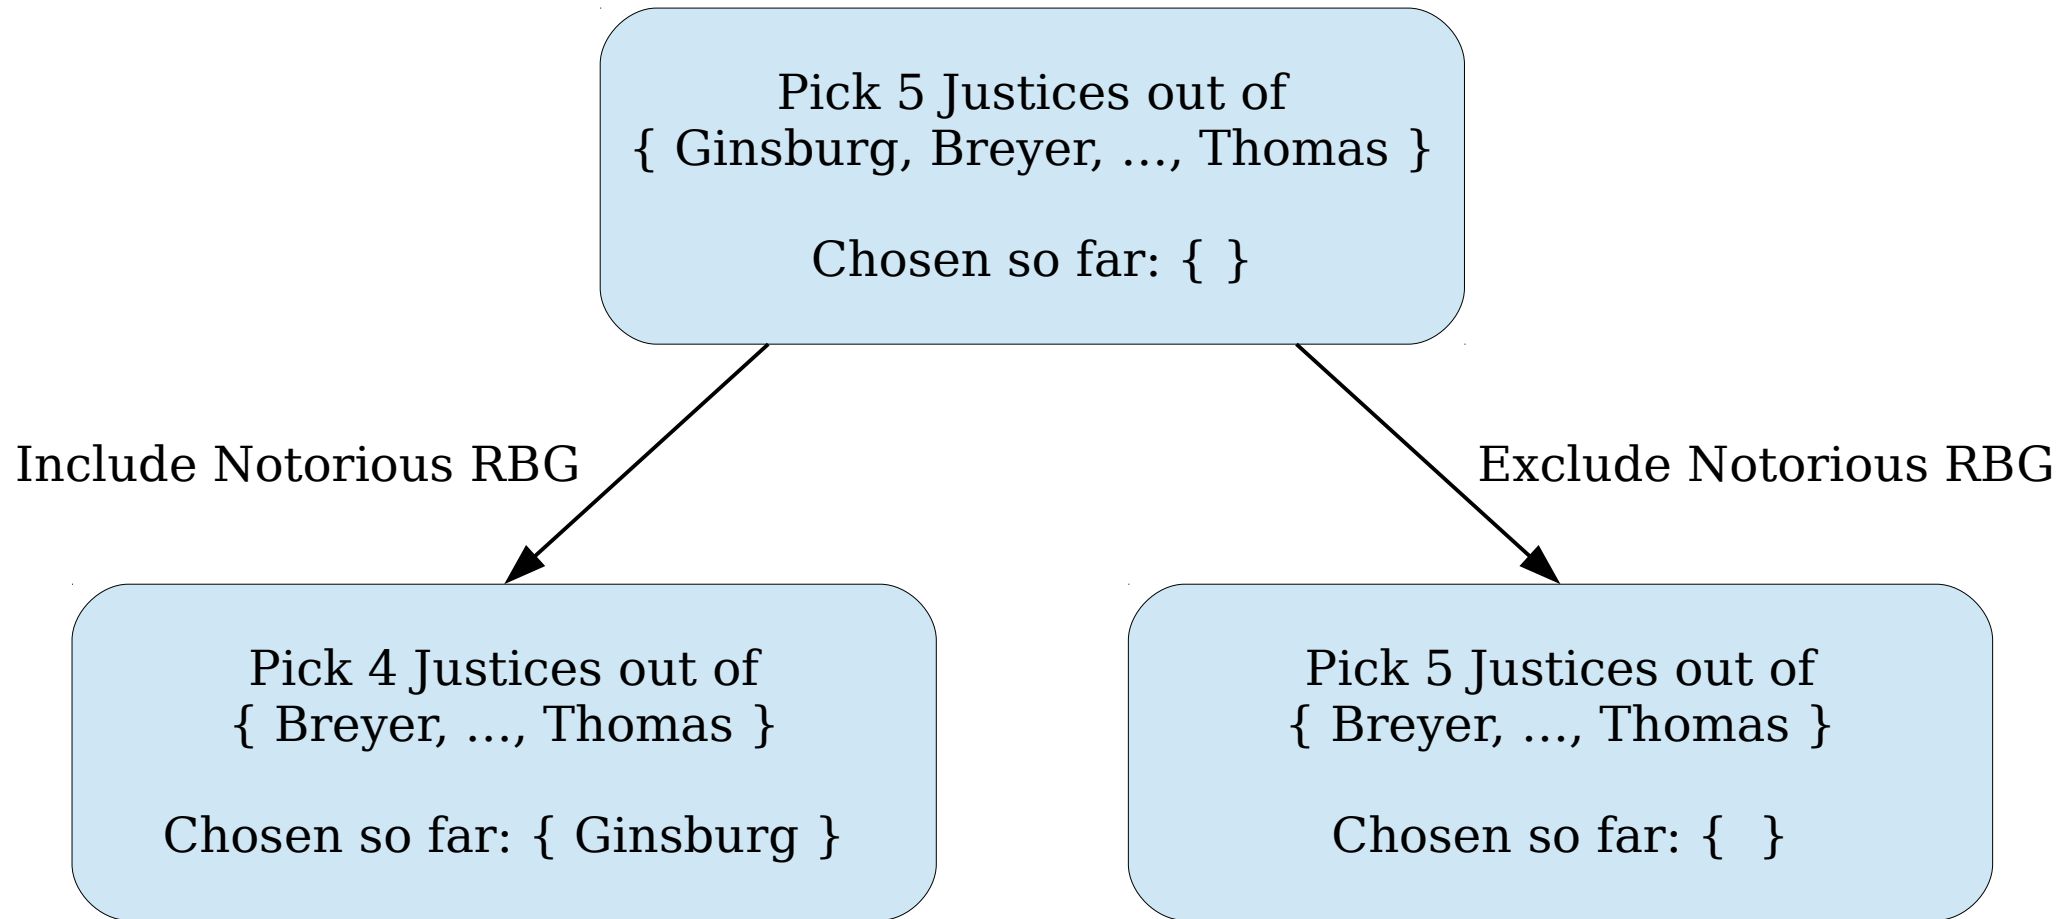 Pick 5 Justices out of
{ Ginsburg, Breyer, …, Thomas }
Chosen so far: { }
Include Notorious RBG
Exclude Notorious RBG
Pick 4 Justices out of
{ Breyer, …, Thomas }
Chosen so far: { Ginsburg }
Pick 5 Justices out of
{ Breyer, …, Thomas }
Chosen so far: {  }